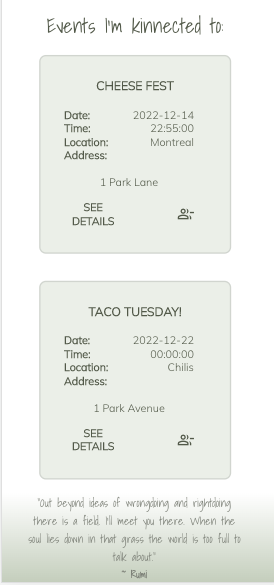 Events I'm kinnected to:
CHEESE FEST
Date: 2022-12-14
Time: 22:55:00
Location: Montreal
Address:
1 Park Lane
SEE
DETAILS
TACO TUESDAY!
Date: 2022-12-22
Time: 00:00:00
Location: Chilis
Address:
1 Park Avenue
SEE
DETAILS
"Out beyond ideas of wrongdoing and rightdoing
there is a field. I'll meet you there. When the
soul lies down in that grass the world is too full to
talk about."
~ Rumi